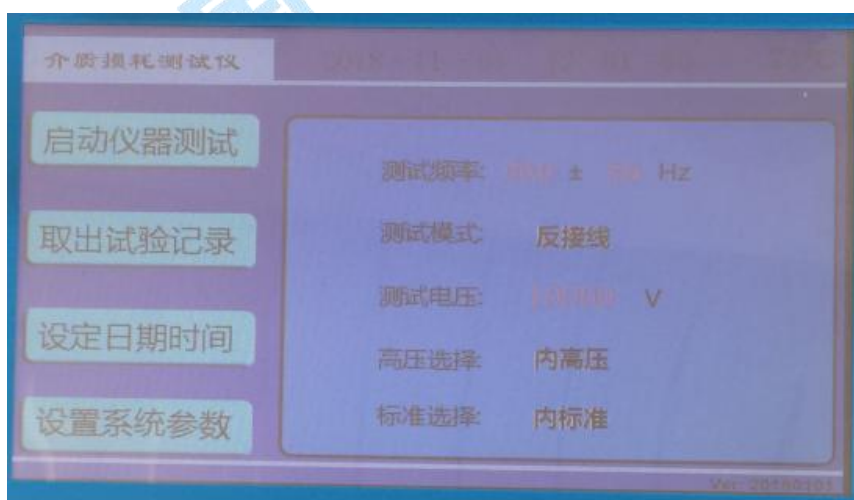 介质损耗测试仪
启动仪器测试
取出试验记录
设定日期时间
设置系统参数
测试频率: ± Hz
测试模式: 反接线
测试电压: V
高压选择: 内高压
标准选择: 内标准